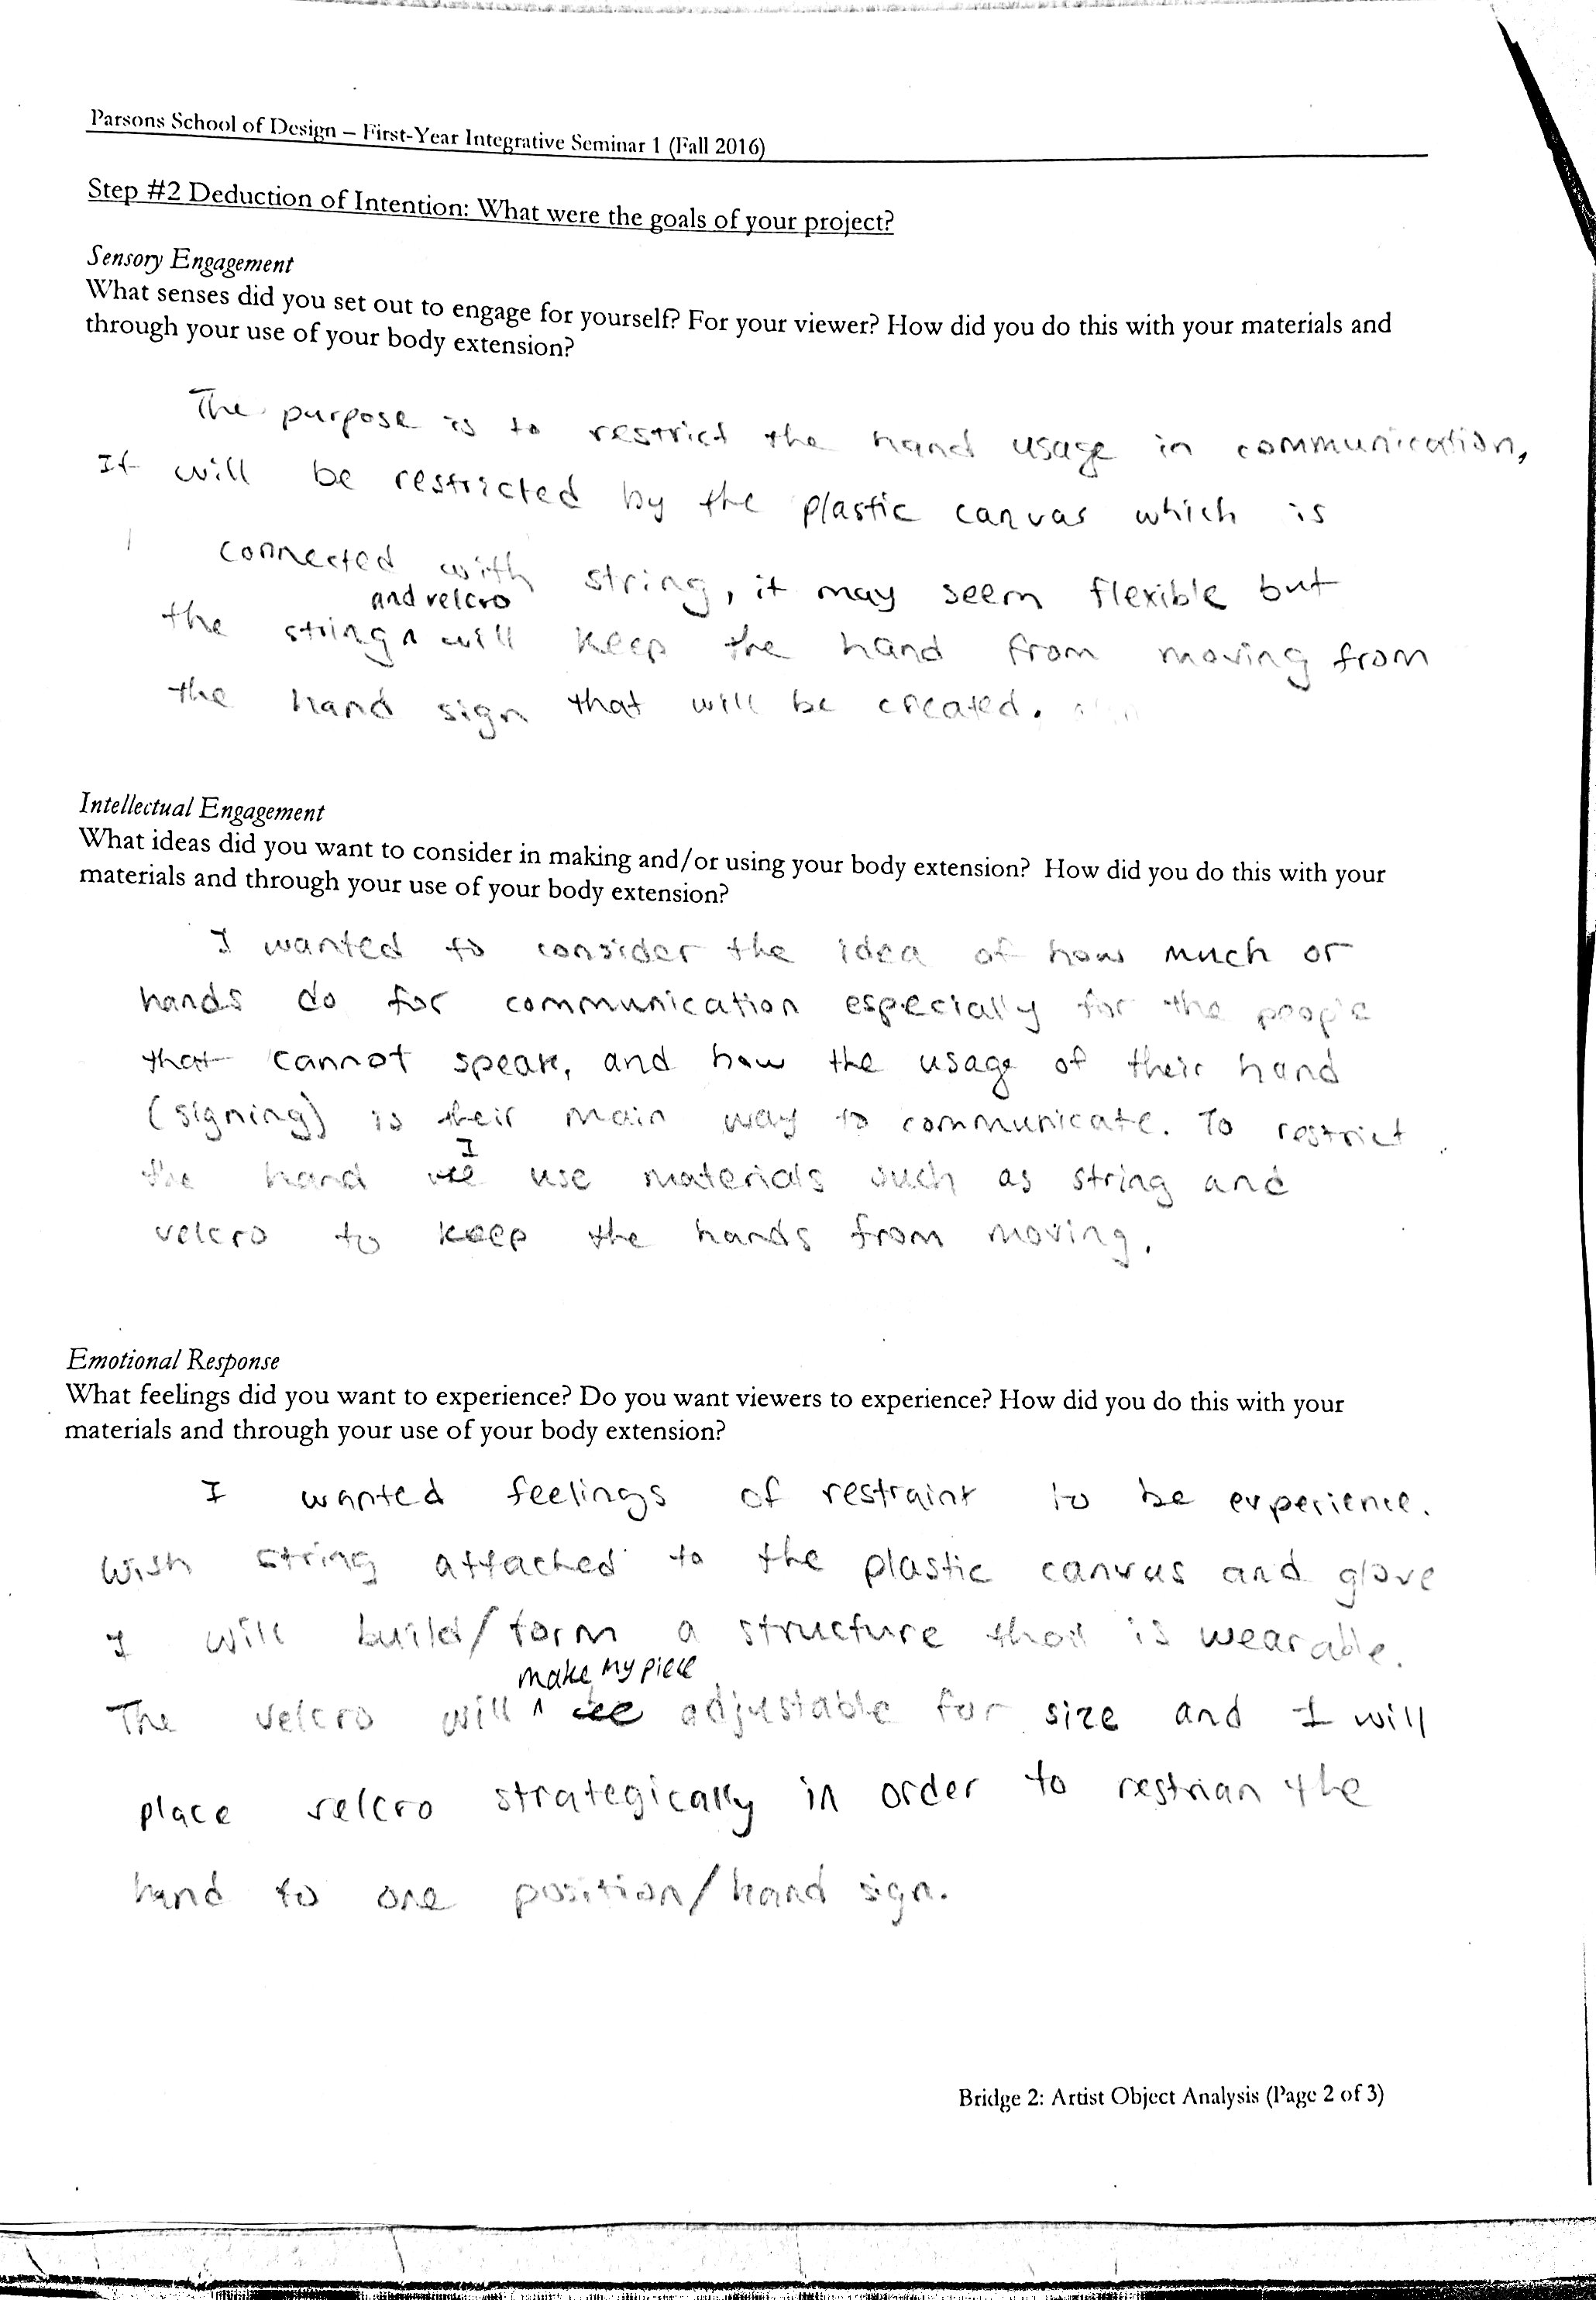 Parsons School of Design – First-Year Integrative Seminar 1 (Fall 2016)
Step #2 Deduction of Intention: What were the goals of your project?
Sensory Engagement
What senses did you set out to engage for yourself? For your viewer? How did you do this with your materials and
through your use of your body extension?
The purpose is to restrict the hand usage in communication,
It will be restricted by the plastic canvas which is
connected with string, it may seem flexible but
and velcro
the string ^ will keep the hand from moving from
the hand sign that will be created.
Intellectual Engagement
What ideas did you want to consider in making and/or using your body extension? How did you do this with your
materials and through your use of your body extension?
I wanted to consider the idea of how much or
hands do for communication especially for the people
that cannot speak, and how the usage of their hand
(signing) is their main way to communicate. To restrict
I
the hand use materials such as string and
velcro to keep the hands from moving.
Emotional Response
What feelings did you want to experience? Do you want viewers to experience? How did you do this with your
materials and through your use of your body extension?
I wanted feelings of restraint to be experience.
With string attached to the plastic canvas and glove
I will build/form a structure that is wearable.
make my piece
The velcro will ^ adjustable for size and I will
place velcro strategically in order to restrian the
hand to one position/hand sign.
Bridge 2: Artist Object Analysis (Page 2 of 3)